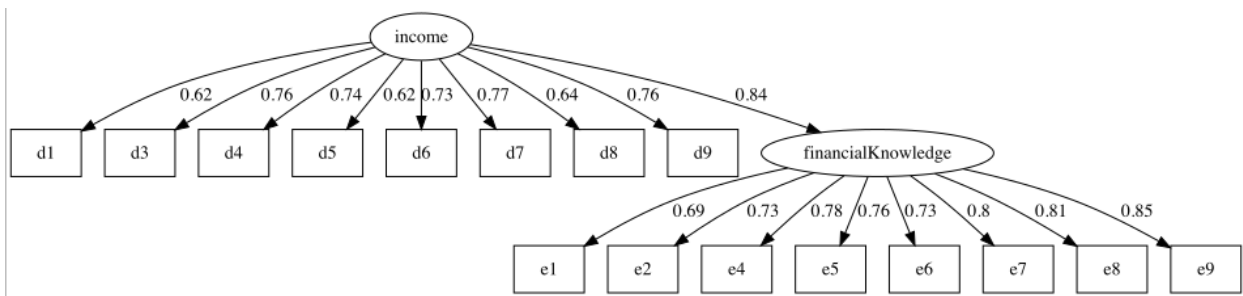 income
0.62 0.76 0.74 0.62 0.73 0.77 0.64 0.76 0.84
d1 d3 d4 d5 d6 d7 d8 d9 financialKnowledge
0.69 0.73 0.78 0.76 0.73 0.8 0.81 0.85
e1 e2 e4 e5 e6 e7 e8 e9